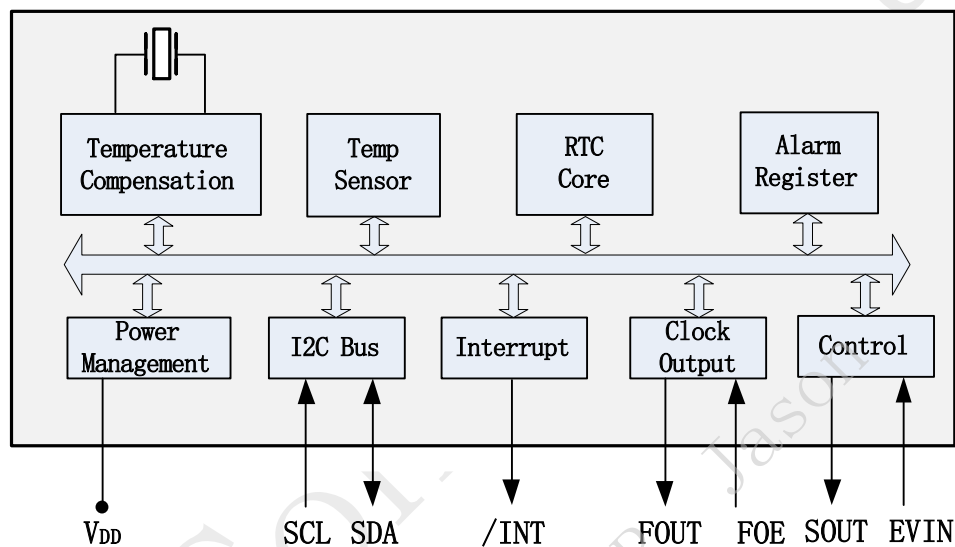 Temperature
Compensation
Temp
Sensor
RTC
Core
Alarm
Register
Power
Management
I2C Bus
Interrupt
Clock
Output
Control
VDD
SCL
SDA
/INT
FOUT
FOE
SOUT
EVIN
Jason